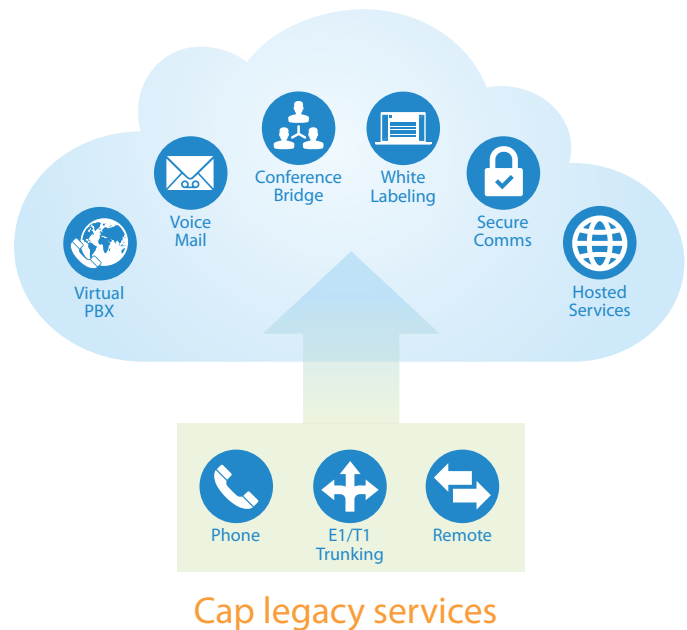 Conference
Bridge
White
Labeling
Voice
Mail
Secure
Comms
Virtual
PBX
Hosted
Services
Phone
E1/T1
Trunking
Remote
Cap legacy services